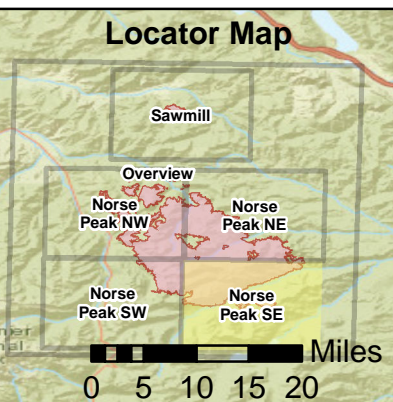 Locator Map
Sawmill
Overview
Norse
Peak NW
Norse
Peak NE
Norse
Peak SW
Norse
Peak SE
Miles
0 5 10 15 20